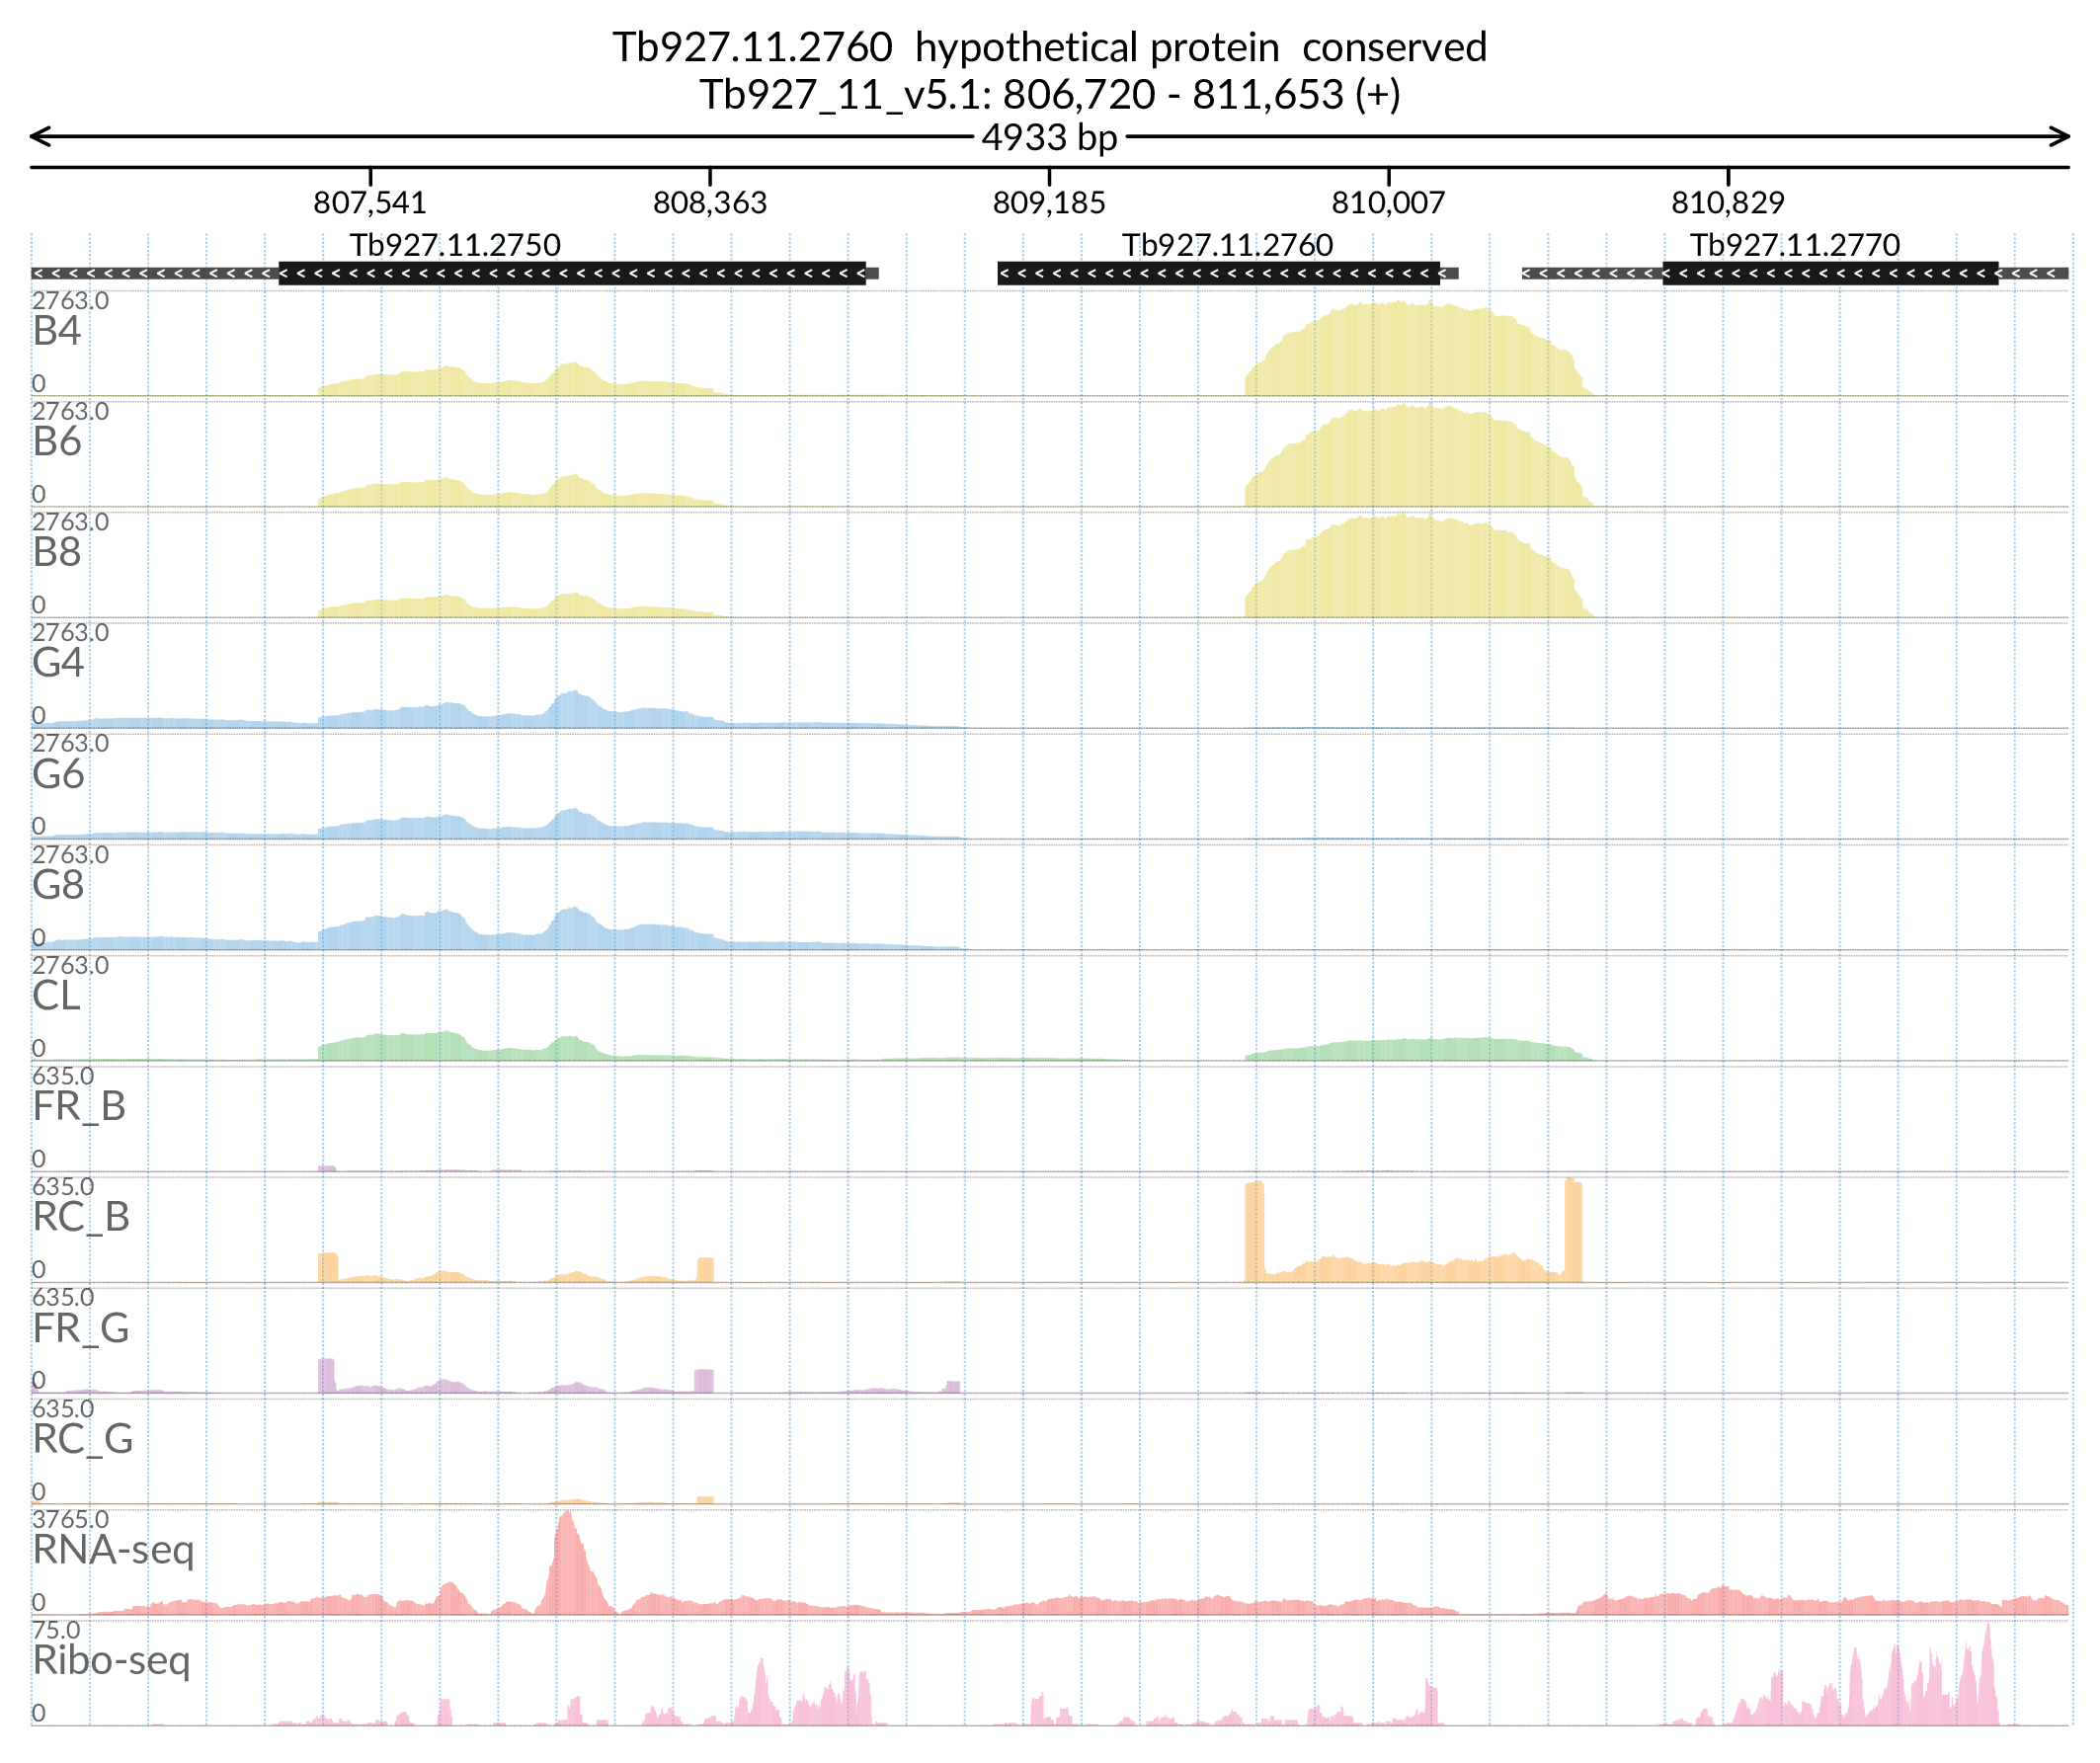 Tb927.11.2760 hypothetical protein conserved
Tb927_11_v5.1: 806,720 - 811,653 (+)
4933 bp
807,541 808,363 809,185 810,007 810,829
Tb927.11.2750 Tb927.11.2760 Tb927.11.2770
2763.0
B4
0
2763.0
B6
0
2763.0
B8
0
2763.0
G4
0
2763.0
G6
0
2763.0
G8
0
2763.0
CL
0
635.0
FR_B
0
635.0
RC_B
0
635.0
FR_G
0
635.0
RC_G
0
3765.0
RNA-seq
0
75.0
Ribo-seq
0